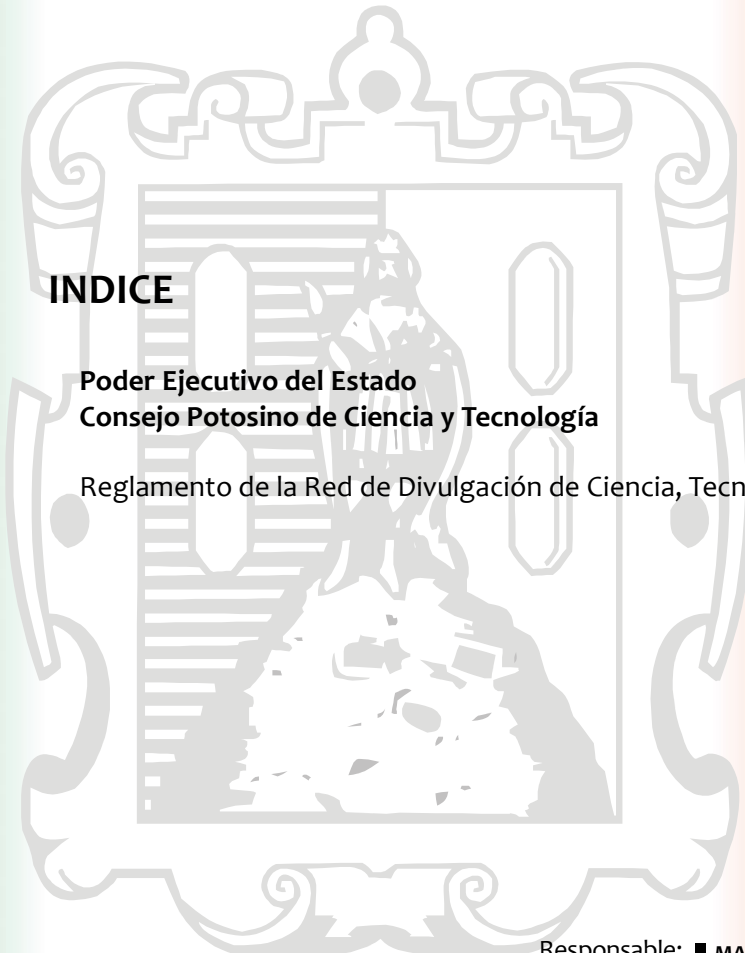 INDICE
Poder Ejecutivo del Estado
Consejo Potosino de Ciencia y Tecnología
Reglamento de la Red de Divulgación de Ciencia, Tecn
Responsable: